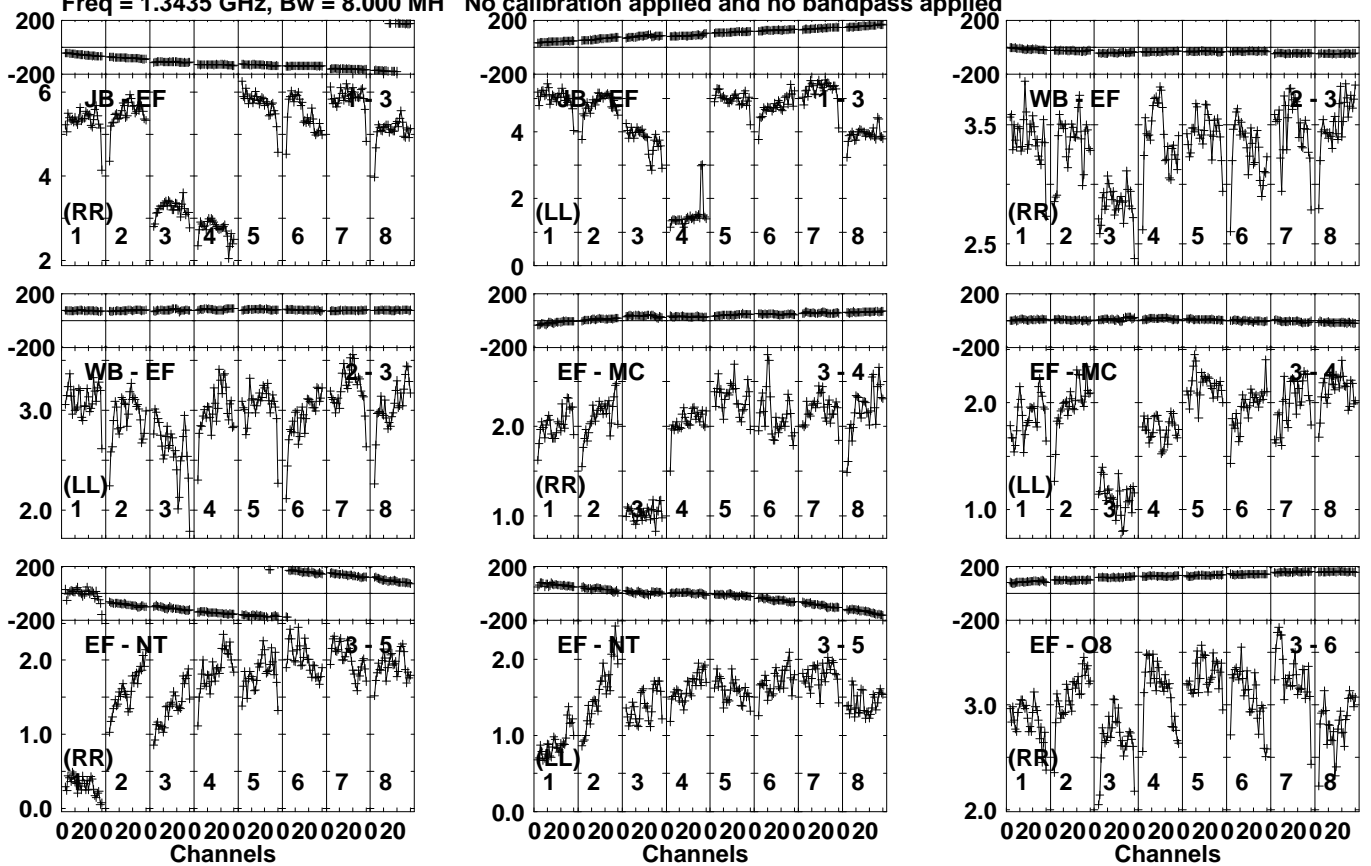 Freq = 1.3435 GHz, Bw = 8.000 MH No calibration applied and no bandpass applied
200
-200
6
4
2
JB - EF
1 - 3
(RR)
1 2 3 4 5 6 7 8
200
-200
4
2
0
JB - EF
1 - 3
(LL)
1 2 3 4 5 6 7 8
200
-200
3.5
2.5
WB - EF
2 - 3
(RR)
1 2 3 4 5 6 7 8
200
-200
3.0
2.0
WB - EF
2 - 3
(LL)
1 2 3 4 5 6 7 8
200
-200
2.0
1.0
EF - MC
3 - 4
(RR)
1 2 3 4 5 6 7 8
200
-200
2.0
1.0
EF - MC
3 - 4
(LL)
1 2 3 4 5 6 7 8
200
-200
2.0
1.0
0.0
EF - NT
3 - 5
(RR)
2 3 4 5 6 7 8
0 20 0 20 0 20 0 20 0 20 0 20 0 20 0 20
Channels
200
-200
2.0
1.0
0.0
EF - NT
3 - 5
(LL)
1 2 3 4 5 6 7 8
0 20 0 20 0 20 0 20 0 20 0 20 0 20 0 20
Channels
200
-200
3.0
2.0
EF - O8
3 - 6
(RR)
1 2 3 4 5 6 7 8
0 20 0 20 0 20 0 20 0 20 0 20 0 20 0 20
Channels